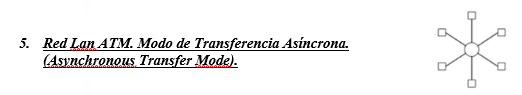 5. Red Lan ATM. Modo de Transferencia Asíncrona.
(Asynchronous Transfer Mode).